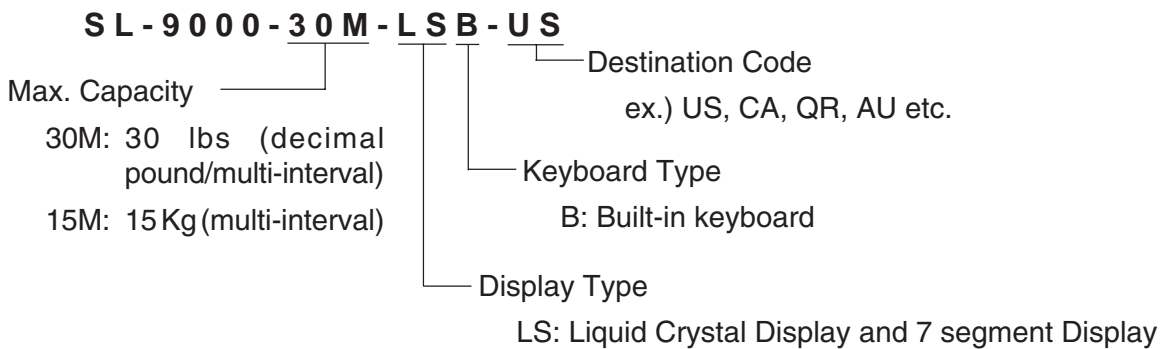 SL-9000-30M-LSB-US
Destination Code
ex.) US, CA, QR, AU etc.
Max. Capacity
30M: 30 lbs (decimal
pound/multi-interval)
15M: 15 Kg (multi-interval)
Keyboard Type
B: Built-in keyboard
Display Type
LS: Liquid Crystal Display and 7 segment Display